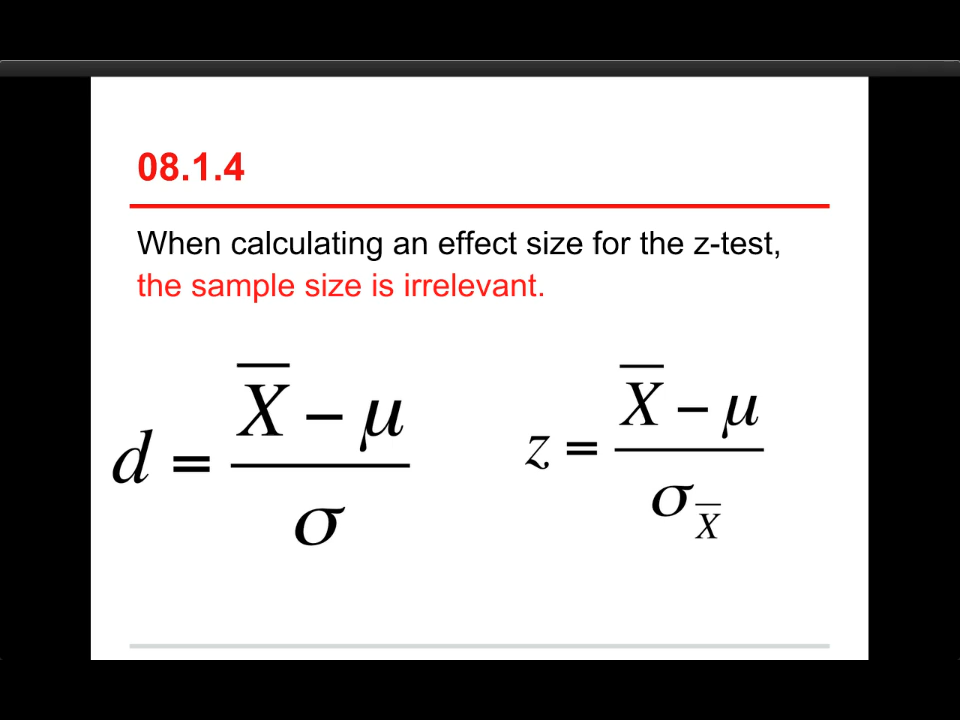 08.1.4
When calculating an effect size for the z-test,
the sample size is irrelevant.
d = (X̅ − μ) / σ
z = (X̅ − μ) / σ_X̅